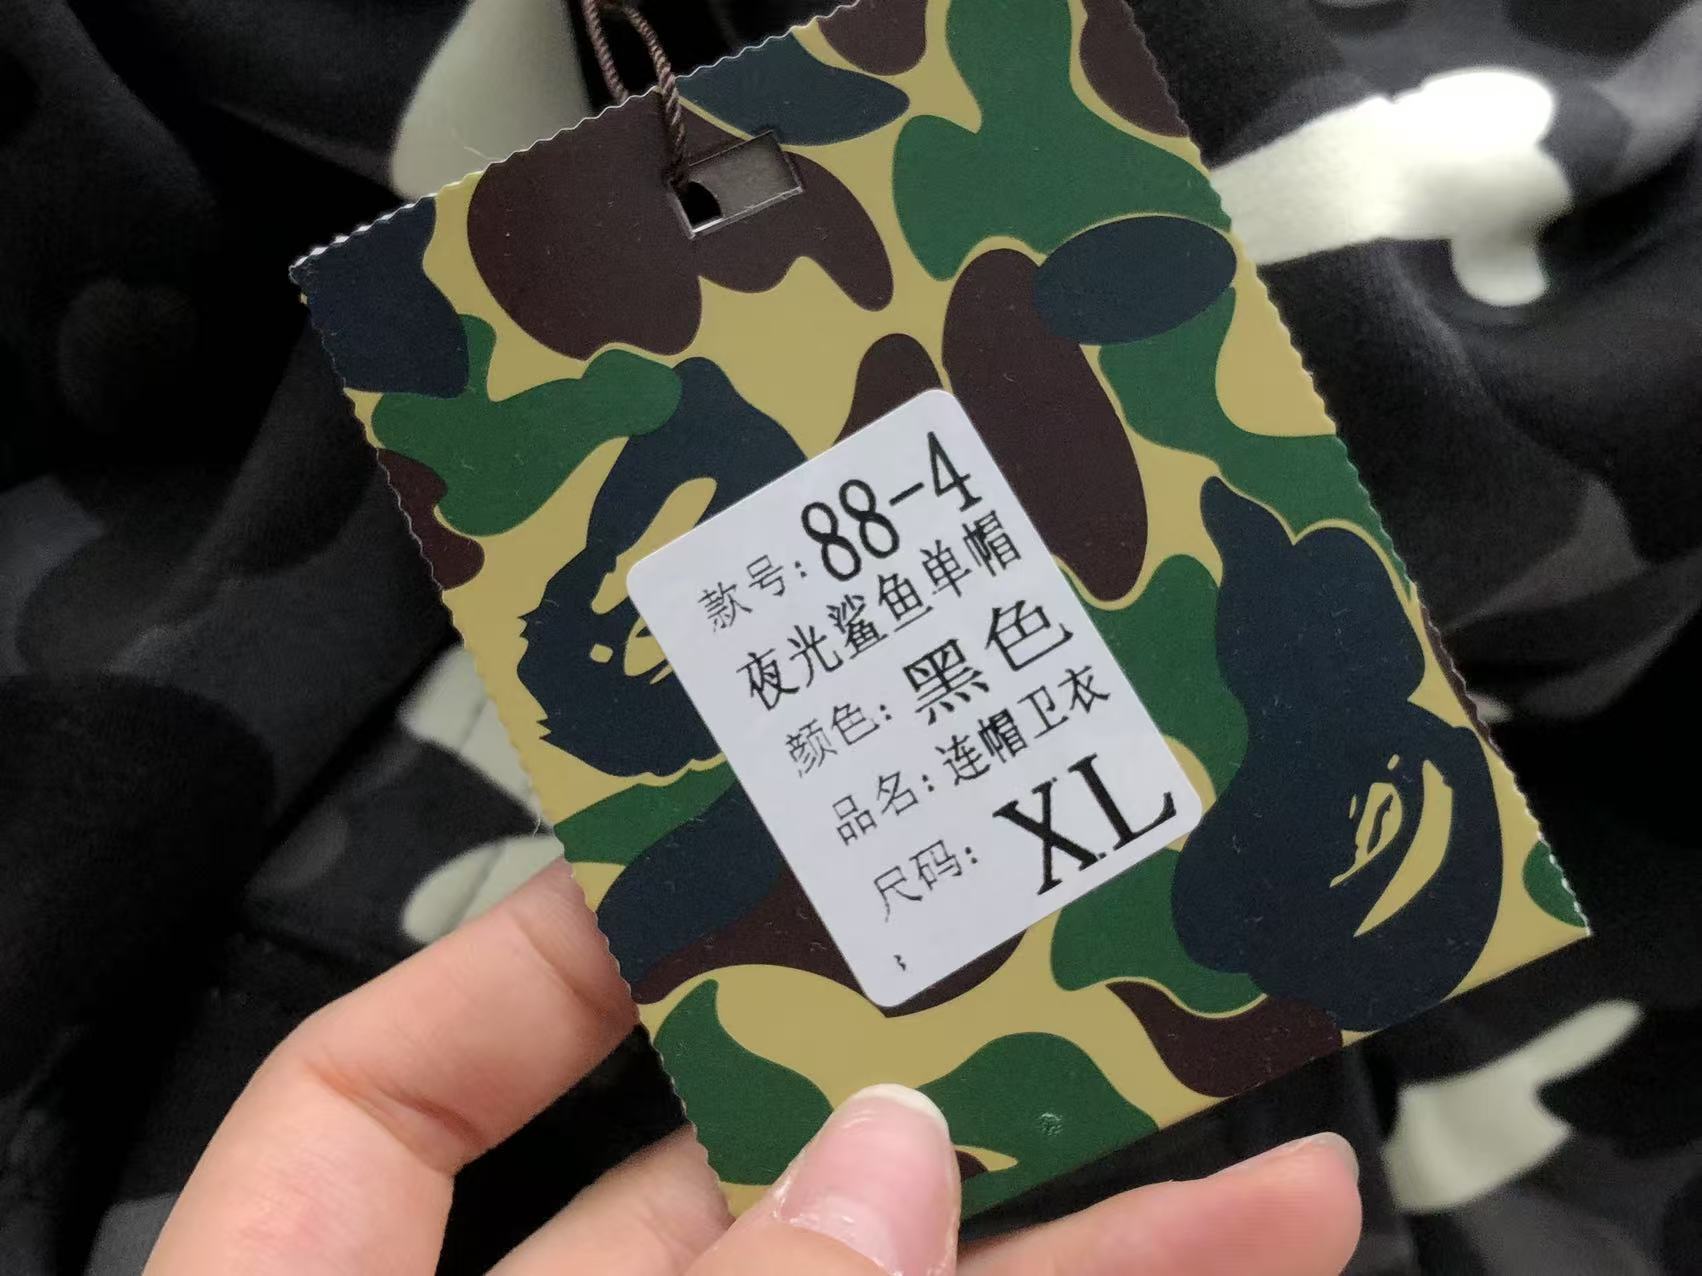 款号：88-4
夜光鲨鱼单帽
颜色：黑色
品名：连帽卫衣
尺码：XL